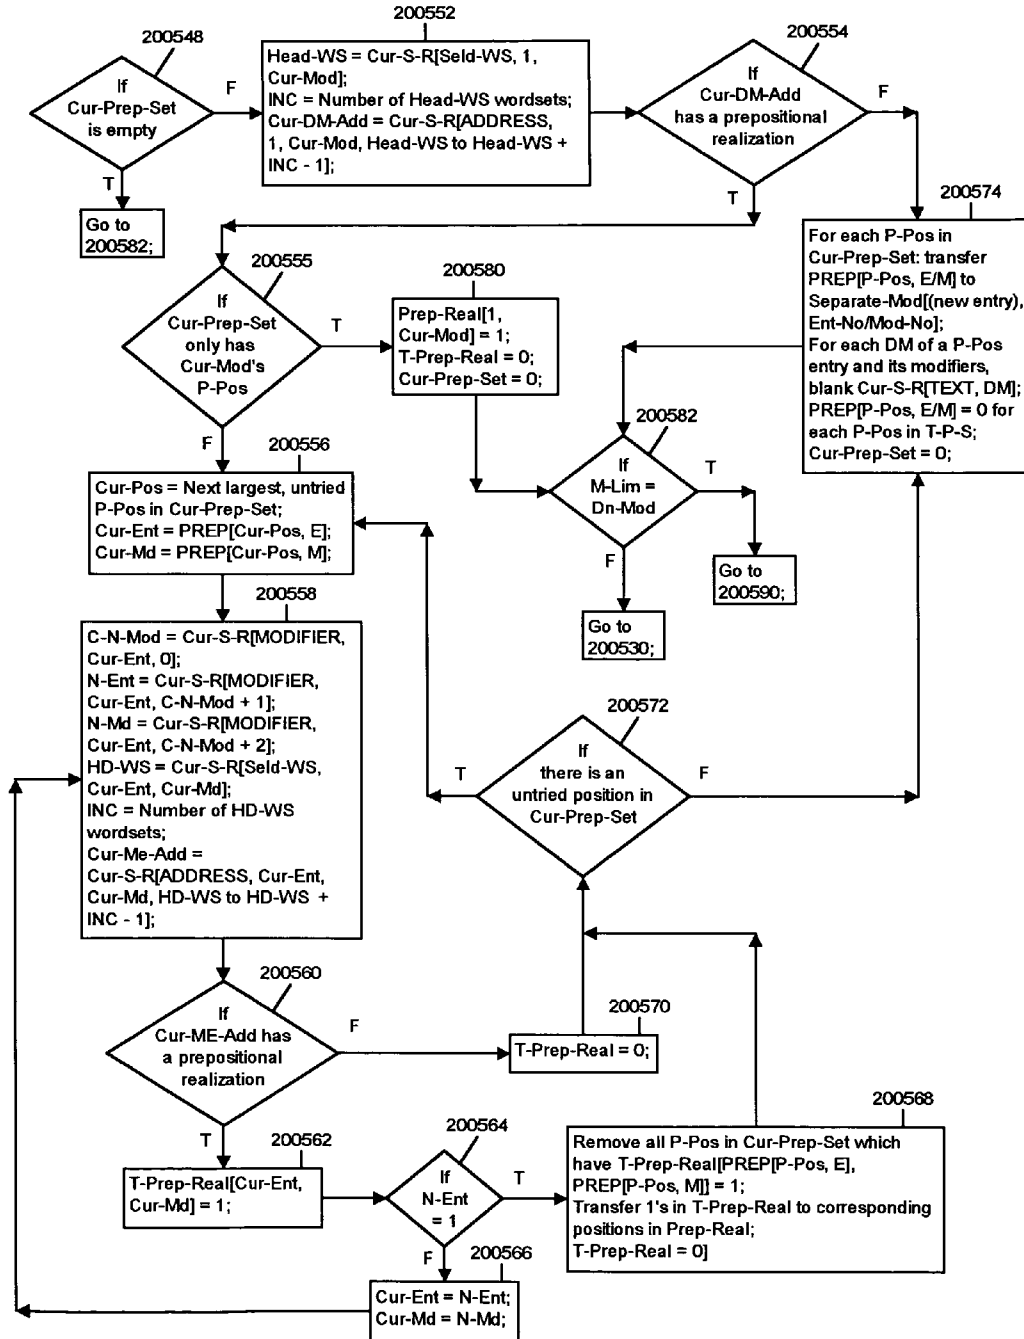 200548
If
Cur-Prep-Set
is empty
F
T
Go to
200582;
200552
Head-WS = Cur-S-R[Seld-WS, 1,
Cur-Mod];
INC = Number of Head-WS wordsets;
Cur-DM-Add = Cur-S-R[ADDRESS,
1, Cur-Mod, Head-WS to Head-WS +
INC - 1];
200554
If
Cur-DM-Add
has a prepositional
realization
F
T
200574
For each P-Pos in
Cur-Prep-Set: transfer
PREP[P-Pos, E/M] to
Separate-Mod[(new entry),
Ent-No/Mod-No];
For each DM of a P-Pos
entry and its modifiers,
blank Cur-S-R[TEXT, DM];
PREP[P-Pos, E/M] = 0 for
each P-Pos in T-P-S;
Cur-Prep-Set = 0;
200555
If
Cur-Prep-Set
only has
Cur-Mod's
P-Pos
T
F
200580
Prep-Real[1,
Cur-Mod] = 1;
T-Prep-Real = 0;
Cur-Prep-Set = 0;
200582
If
M-Lim =
Dn-Mod
T
F
Go to
200590;
Go to
200530;
200556
Cur-Pos = Next largest, untried
P-Pos in Cur-Prep-Set;
Cur-Ent = PREP[Cur-Pos, E];
Cur-Md = PREP[Cur-Pos, M];
200558
C-N-Mod = Cur-S-R[MODIFIER,
Cur-Ent, 0];
N-Ent = Cur-S-R[MODIFIER,
Cur-Ent, C-N-Mod + 1];
N-Md = Cur-S-R[MODIFIER,
Cur-Ent, C-N-Mod + 2];
HD-WS = Cur-S-R[Seld-WS,
Cur-Ent, Cur-Md];
INC = Number of HD-WS
wordsets;
Cur-Me-Add =
Cur-S-R[ADDRESS, Cur-Ent,
Cur-Md, HD-WS to HD-WS +
INC - 1];
200572
If
there is an
untried position in
Cur-Prep-Set
T
F
200560
If
Cur-ME-Add has
a prepositional
realization
F
T
200570
T-Prep-Real = 0;
200562
T-Prep-Real[Cur-Ent,
Cur-Md] = 1;
200564
If
N-Ent
= 1
T
F
200568
Remove all P-Pos in Cur-Prep-Set which
have T-Prep-Real[PREP[P-Pos, E],
PREP[P-Pos, M]] = 1;
Transfer 1's in T-Prep-Real to corresponding
positions in Prep-Real;
T-Prep-Real = 0]
200566
Cur-Ent = N-Ent;
Cur-Md = N-Md;